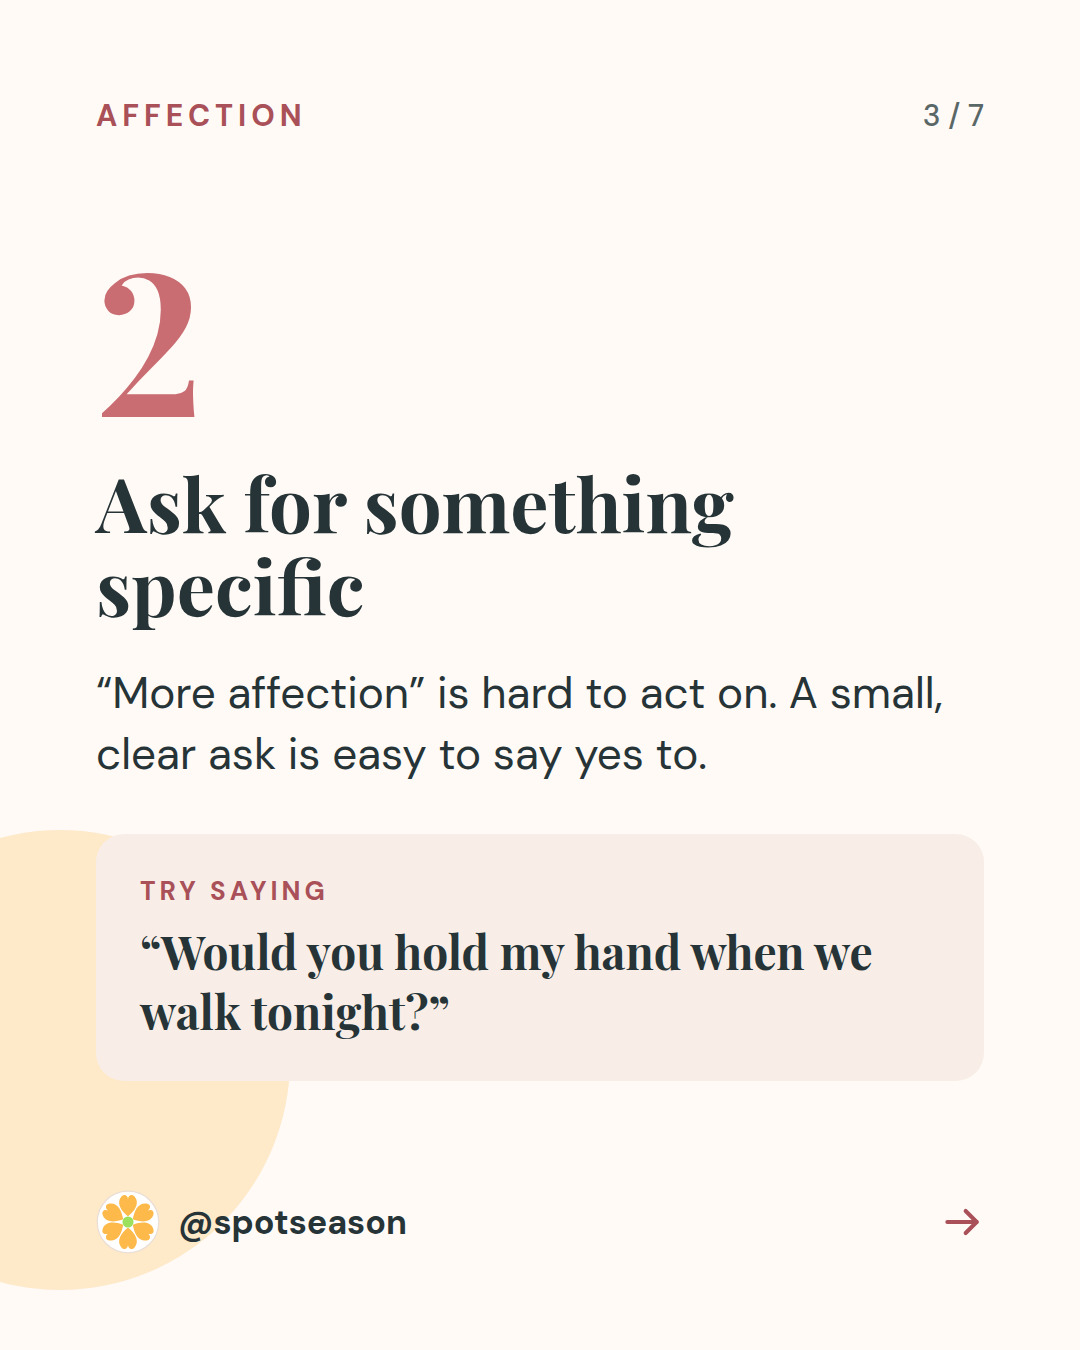 AFFECTION
3 / 7
2
Ask for something
specific
“More affection” is hard to act on. A small,
clear ask is easy to say yes to.
TRY SAYING
“Would you hold my hand when we
walk tonight?”
@spotseason